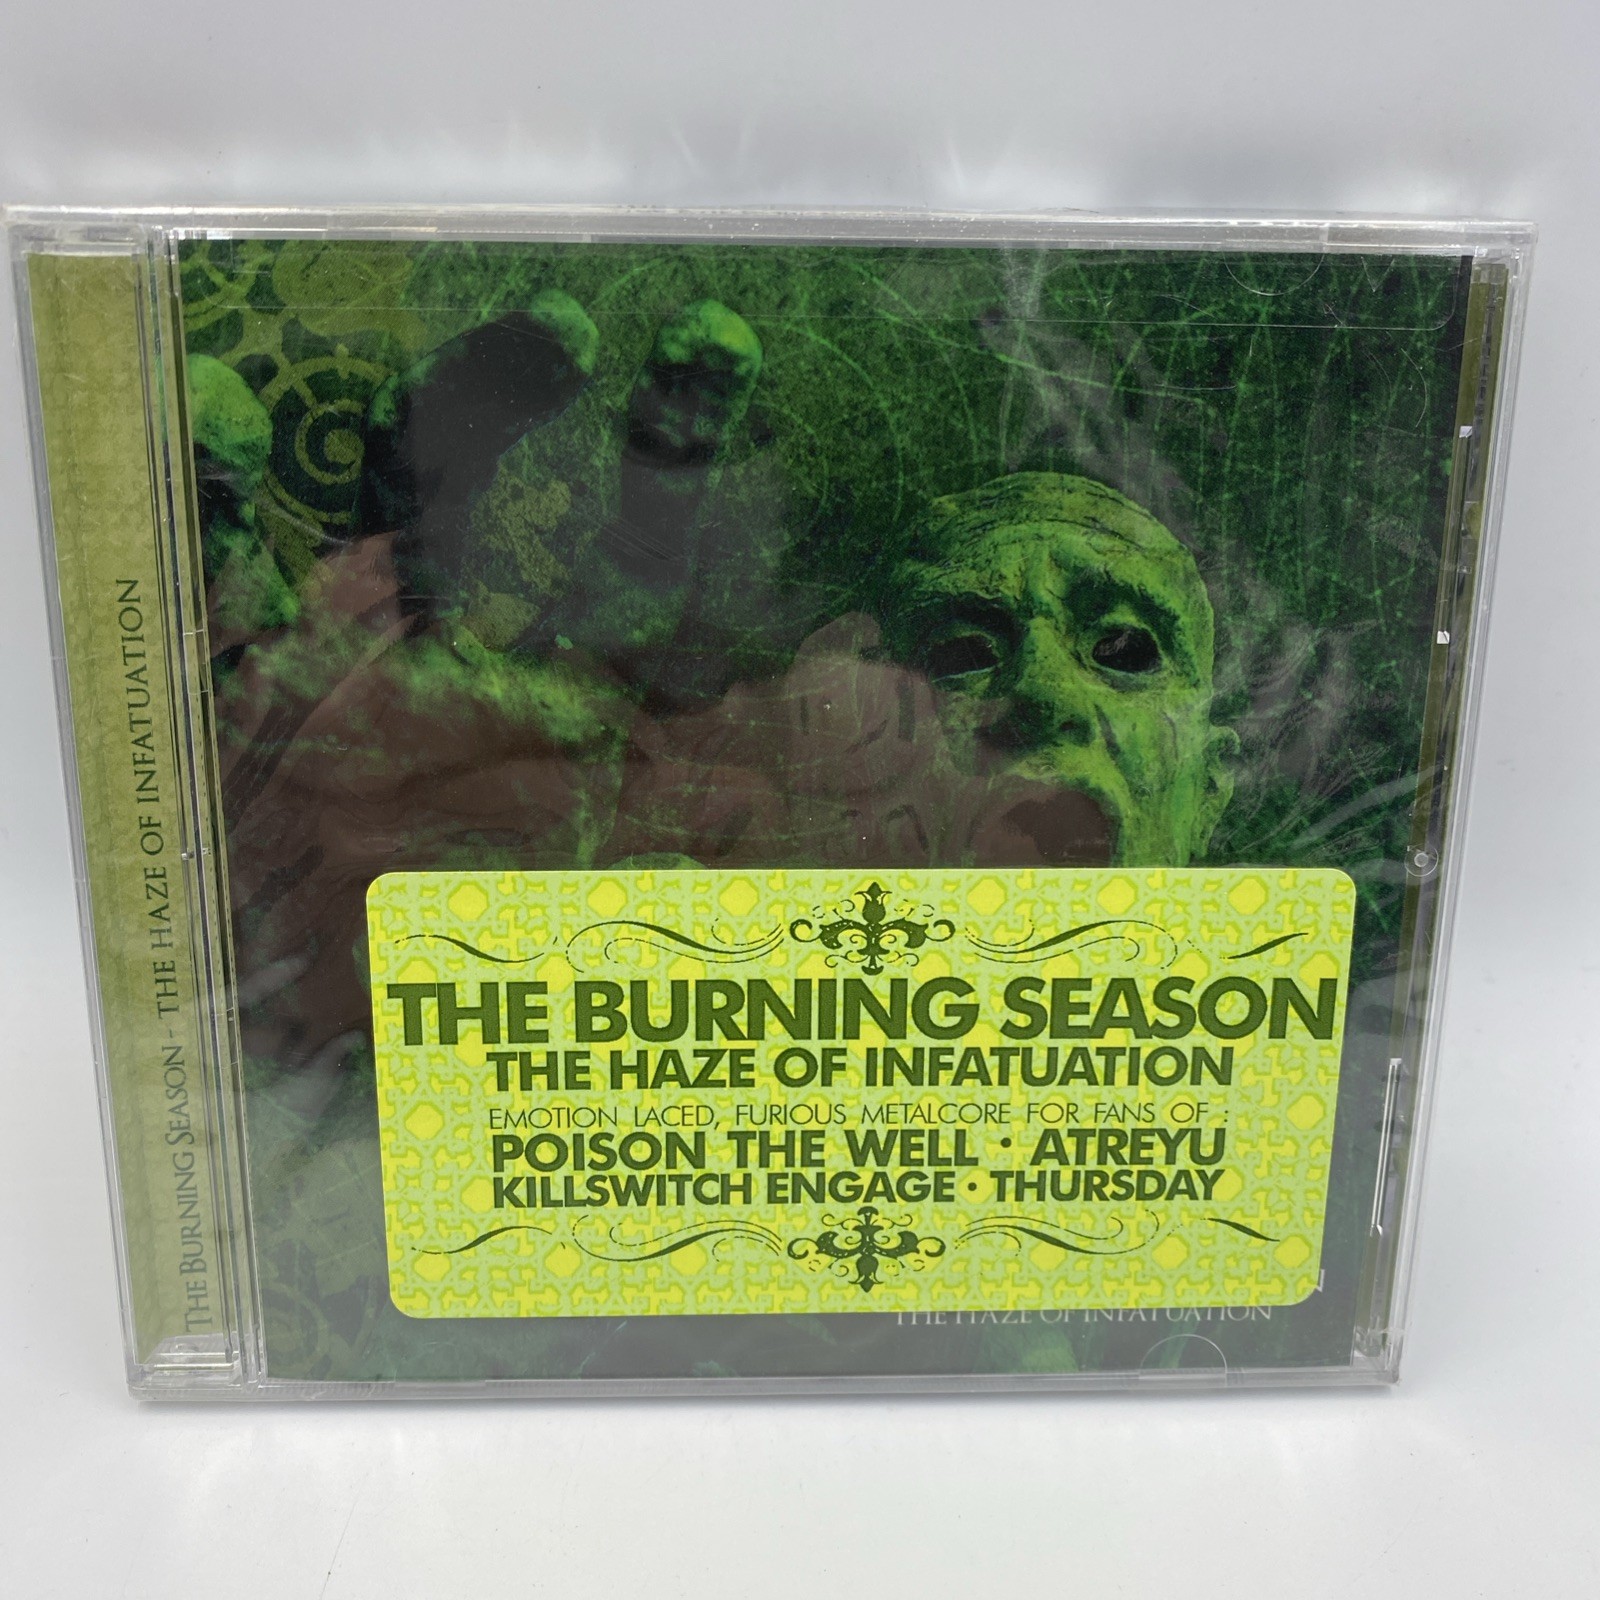 THE BURNING SEASON - THE HAZE OF INFATUATION
THE BURNING SEASON
THE HAZE OF INFATUATION
EMOTION LACED, FURIOUS METALCORE FOR FANS OF :
POISON THE WELL • ATREYU
KILLSWITCH ENGAGE • THURSDAY
THE HAZE OF INFATUATION